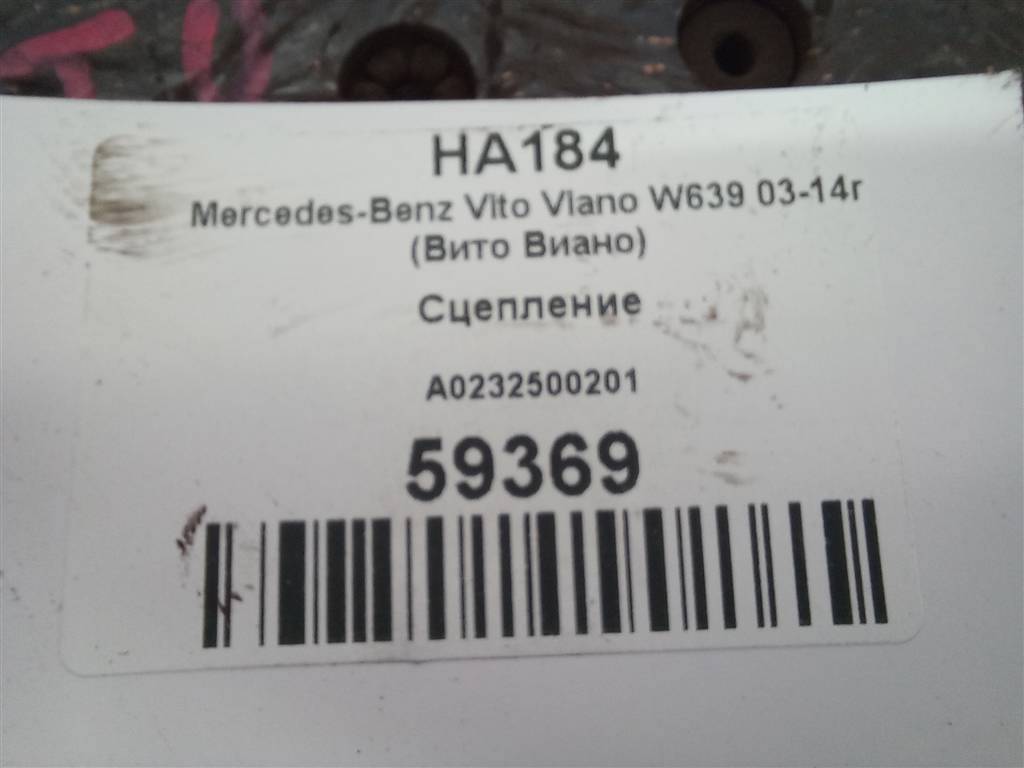 HA184
Mercedes-Benz Vito Viano W639 03-14г
(Вито Виано)
Сцепление
A0232500201
59369